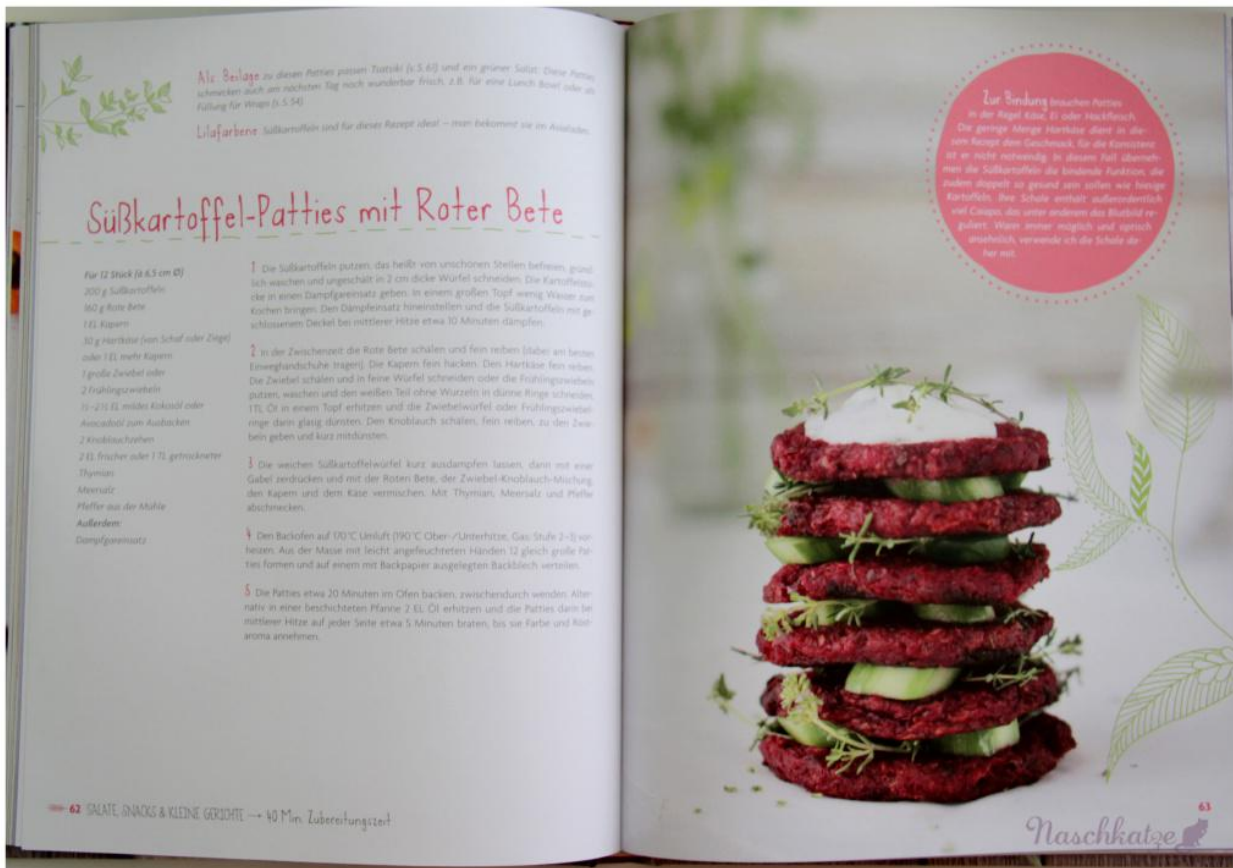 Als Beilage zu diesen Patties passen Tsatsiki (s. S. 61) und ein grüner Salat. Diese Patties
schmecken auch am nächsten Tag noch wunderbar frisch, z.B. für eine Lunch Bowl oder als
Füllung für Wraps (s. S. 54).
Lilafarbene Süßkartoffeln sind für dieses Rezept ideal – man bekommt sie im Asialaden.
Süßkartoffel-Patties mit Roter Bete
Für 12 Stück (à 6,5 cm Ø)
200 g Süßkartoffeln
160 g Rote Bete
1 EL Kapern
30 g Hartkäse (von Schaf oder Ziege)
oder 1 EL mehr Kapern
1 große Zwiebel oder
2 Frühlingszwiebeln
EL mildes Kokosöl oder
Avocadoöl zum Ausbacken
2 Knoblauchzehen
2 EL frischer oder 1 TL getrockneter
Thymian
Meersalz
Pfeffer aus der Mühle
Außerdem:
Dampfgareinsatz
1 Die Süßkartoffeln putzen, das heißt von unschönen Stellen befreien, gründ-
lich waschen und ungeschält in 2 cm dicke Würfel schneiden. Die Kartoffelstü-
cke in einen Dampfgareinsatz geben. In einem großen Topf wenig Wasser zum
Kochen bringen. Den Dämpfeinsatz hineinstellen und die Süßkartoffeln mit ge-
schlossenem Deckel bei mittlerer Hitze etwa 10 Minuten dämpfen.
2 In der Zwischenzeit die Rote Bete schälen und fein reiben (dabei am besten
Einweghandschuhe tragen). Die Kapern fein hacken. Den Hartkäse fein reiben.
Die Zwiebel schälen und in feine Würfel schneiden oder die Frühlingszwiebeln
putzen, waschen und den weißen Teil ohne Wurzeln in dünne Ringe schneiden.
1 TL Öl in einem Topf erhitzen und die Zwiebelwürfel oder Frühlingszwiebel-
ringe darin glasig dünsten. Den Knoblauch schälen, fein reiben, zu den Zwie-
beln geben und kurz mitdünsten.
3 Die weichen Süßkartoffelwürfel kurz ausdampfen lassen, dann mit einer
Gabel zerdrücken und mit der Roten Bete, der Zwiebel-Knoblauch-Mischung,
den Kapern und dem Käse vermischen. Mit Thymian, Meersalz und Pfeffer
abschmecken.
4 Den Backofen auf 170 °C Umluft (190 °C Ober-/Unterhitze, Gas: Stufe 2–3) vor-
heizen. Aus der Masse mit leicht angefeuchteten Händen 12 gleich große Pat-
ties formen und auf einem mit Backpapier ausgelegten Backblech verteilen.
5 Die Patties etwa 20 Minuten im Ofen backen, zwischendurch wenden. Alter-
nativ in einer beschichteten Pfanne 2 EL Öl erhitzen und die Patties darin bei
mittlerer Hitze auf jeder Seite etwa 5 Minuten braten, bis sie Farbe und Röst-
aroma annehmen.
62 SALATE, SNACKS & KLEINE GERICHTE → 40 Min. Zubereitungszeit
Zur Bindung brauchen Patties
in der Regel Käse, Ei oder Hackfleisch.
Die geringe Menge Hartkäse dient in die-
sem Rezept dem Geschmack, für die Konsistenz
ist er nicht notwendig. In diesem Fall überneh-
men die Süßkartoffeln die bindende Funktion, die
zudem doppelt so gesund sein sollen wie hiesige
Kartoffeln. Ihre Schale enthält außerordentlich
viel Caiapo, das unter anderem das Blutbild re-
guliert. Wann immer möglich und optisch
ansehnlich, verwende ich die Schale da-
her mit.
63
Naschkatze